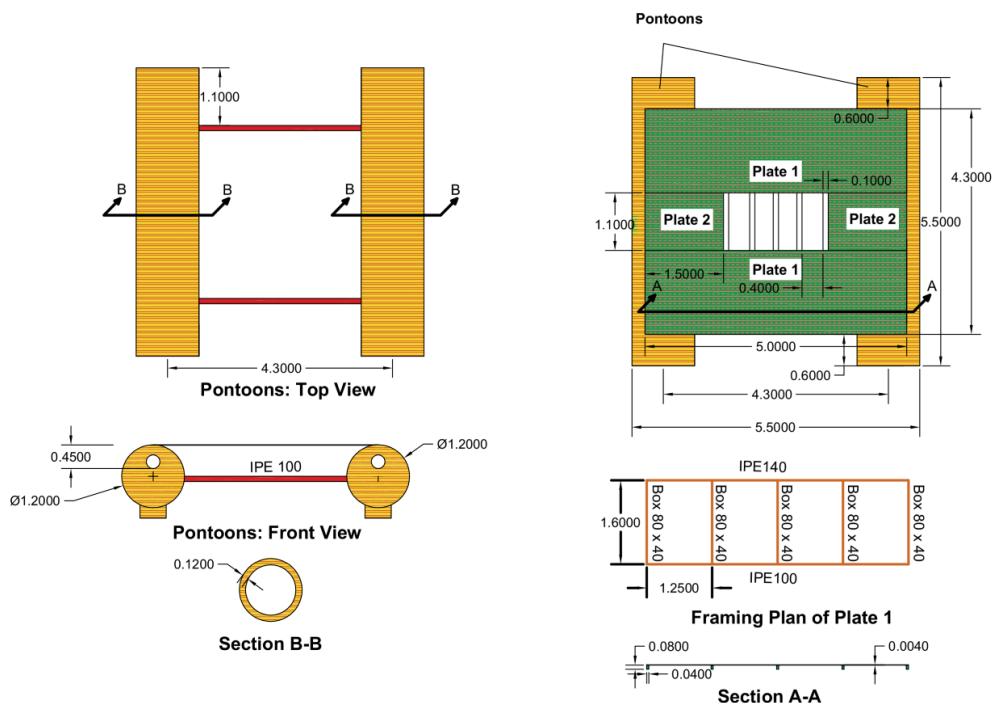 1.1000
B
B
B
B
4.3000
Pontoons: Top View
0.4500
IPE 100
Ø1.2000
Ø1.2000
Pontoons: Front View
0.1200
Section B-B
Pontoons
0.6000
Plate 1
0.1000
4.3000
5.5000
1.1000
Plate 2
Plate 2
1.5000
Plate 1
0.4000
A
A
5.0000
0.6000
4.3000
5.5000
IPE140
1.6000
Box 80 x 40
Box 80 x 40
Box 80 x 40
Box 80 x 40
Box 80 x 40
IPE100
1.2500
Framing Plan of Plate 1
0.0800
0.0040
0.0400
Section A-A